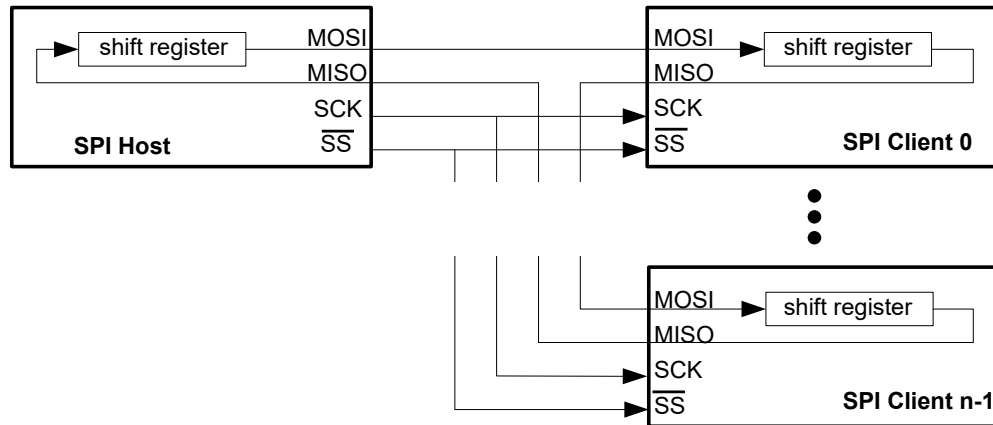 shift register
MOSI
MISO
SCK
SS
SPI Host
MOSI
shift register
MISO
SCK
SS
SPI Client 0
MOSI
shift register
MISO
SCK
SS
SPI Client n-1